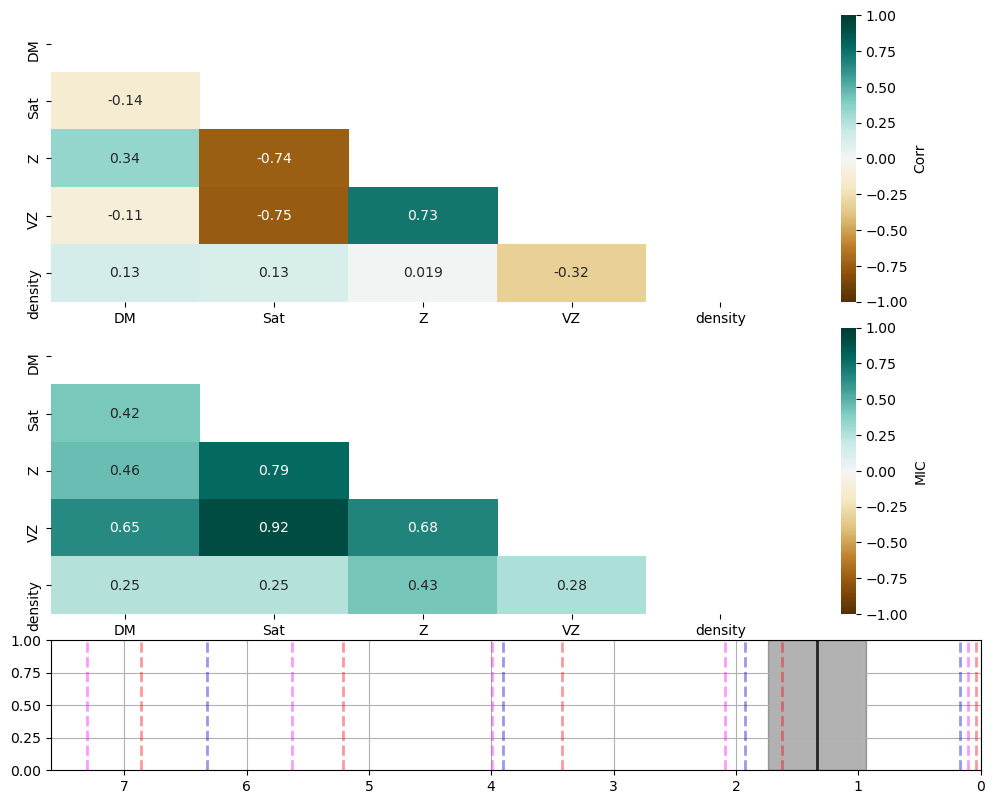 1.00
DM
0.75
Sat
-0.14
0.50
0.25
Z
0.34 -0.74
0.00
Corr
-0.25
VZ
-0.11 -0.75 0.73
-0.50
density
0.13 0.13 0.019 -0.32
-0.75
-1.00
DM Sat Z VZ density
1.00
DM
0.75
Sat
0.42
0.50
0.25
Z
0.46 0.79
0.00
MIC
-0.25
VZ
0.65 0.92 0.68
-0.50
density
0.25 0.25 0.43 0.28
-0.75
-1.00
DM Sat Z VZ density
1.00
0.75
0.50
0.25
0.00
7 6 5 4 3 2 1 0